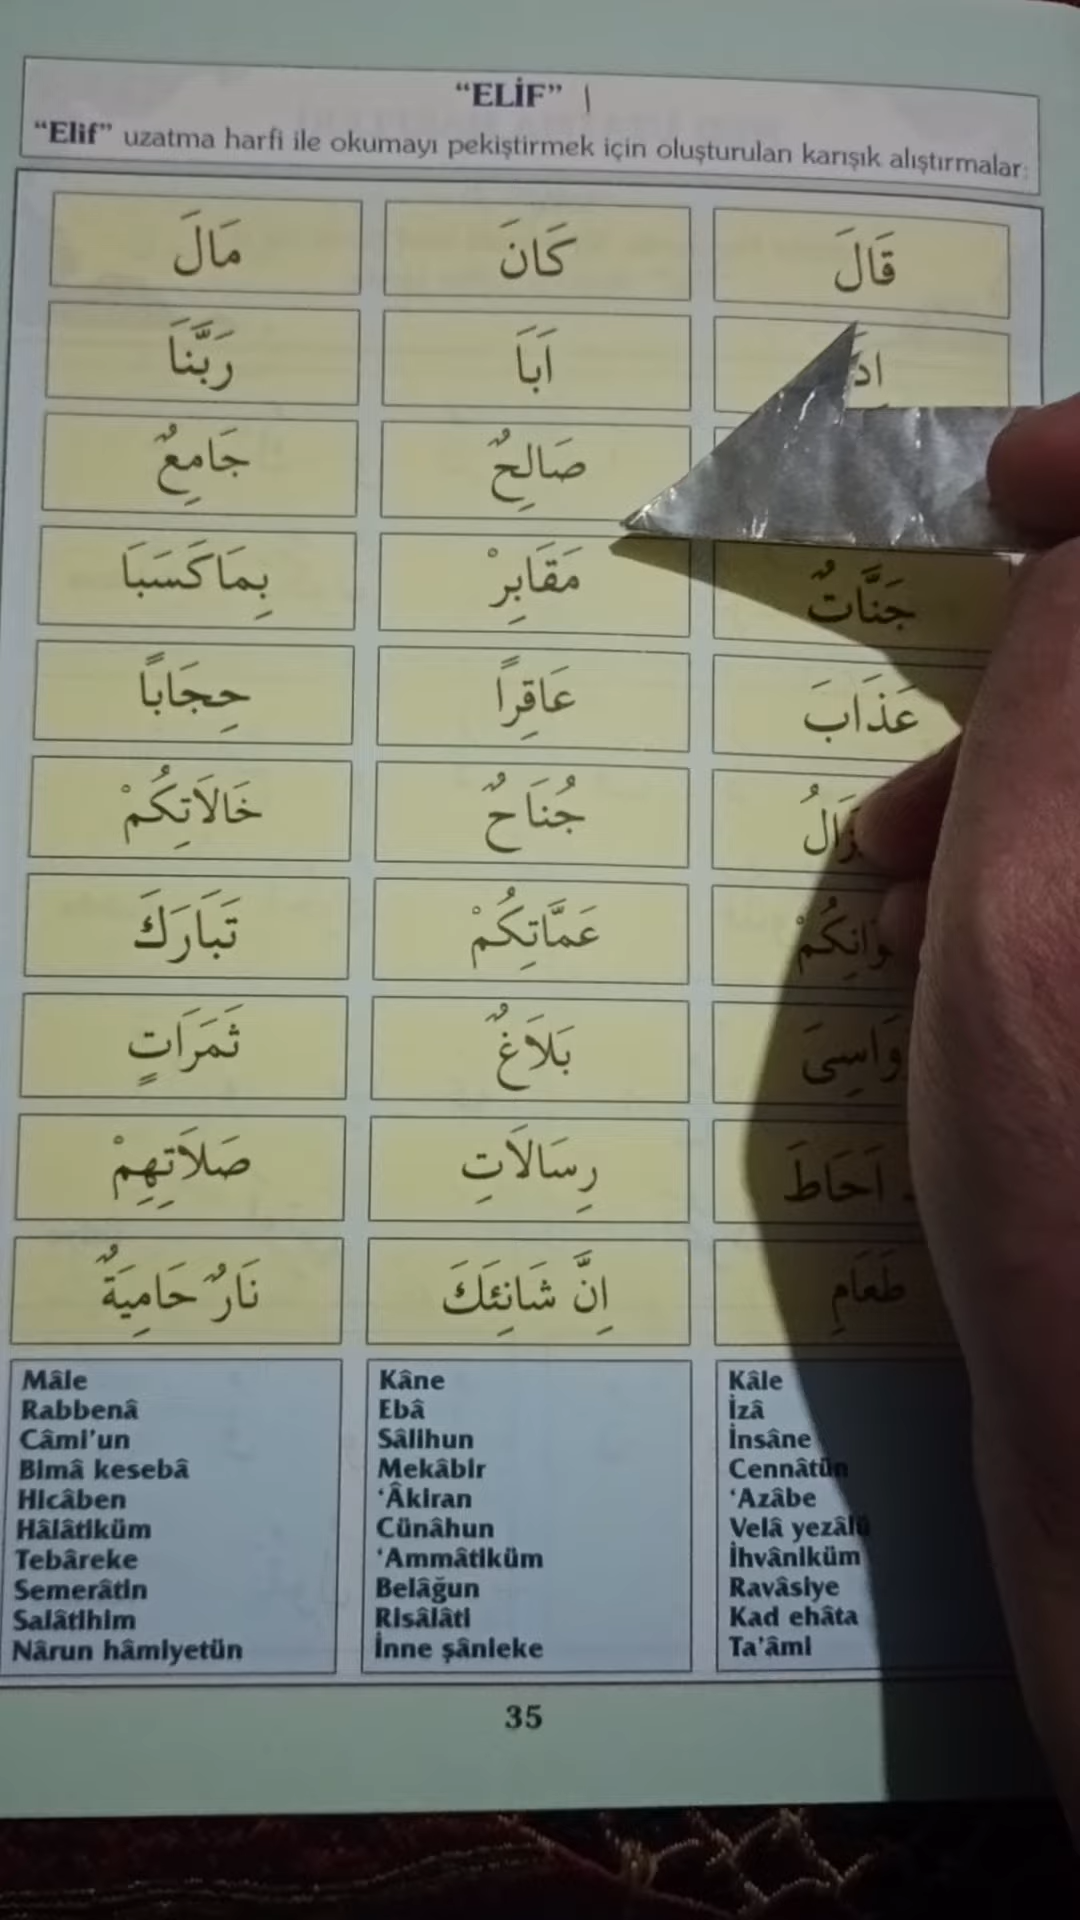 “ELİF” ا
“Elif” uzatma harfi ile okumayı pekiştirmek için oluşturulan karışık alıştırmalar:
قَالَ كَانَ مَالَ
اَبَا رَبَّنَا
صَالِحٌ جَامِعٌ
جَنَّاتٌ مَقَابِرْ بِمَا كَسَبَا
عَذَابَ عَاقِرًا حِجَابًا
جُنَاحٌ خَالَاتِكُمْ
عَمَّاتِكُمْ تَبَارَكَ
بَلَاغٌ ثَمَرَاتٍ
اَحَاطَ رِسَالَاتِ صَلَاتِهِمْ
طَعَامِ اِنَّ شَانِئَكَ نَارٌ حَامِيَةٌ
Mâle
Rabbenâ
Câmi’un
Bimâ kesebâ
Hicâben
Hâlâtiküm
Tebâreke
Semerâtin
Salâtihim
Nârun hâmiyetün
Kâne
Ebâ
Sâlihun
Mekâbir
‘Âkiran
Cünâhun
‘Ammâtiküm
Belâğun
Risâlâti
İnne şânieke
Kâle
İzâ
İnsâne
Cennâtün
‘Azâbe
Velâ yezâlü
İhvâniküm
Ravâsiye
Kad ehâta
Ta’âmi
35